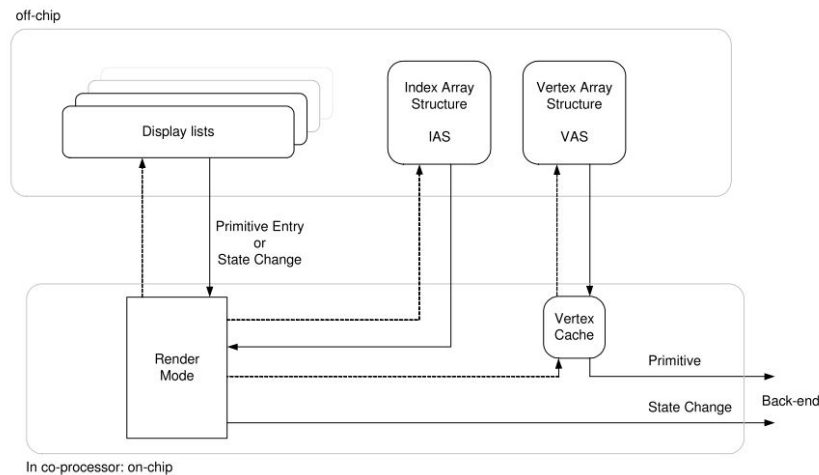 off-chip
Display lists
Index Array
Structure
IAS
Vertex Array
Structure
VAS
Primitive Entry
or
State Change
Render
Mode
Vertex
Cache
Primitive
State Change
Back-end
In co-processor: on-chip